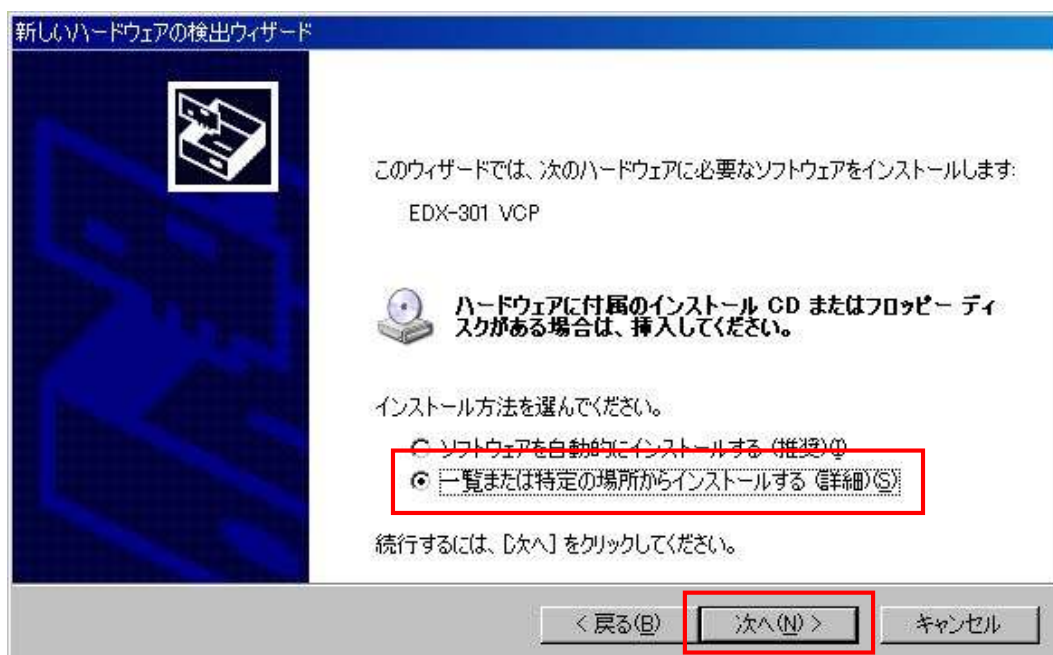 新しいハードウェアの検出ウィザード
このウィザードでは、次のハードウェアに必要なソフトウェアをインストールします:
EDX-301 VCP
ハードウェアに付属のインストール CD またはフロッピー ディ
スクがある場合は、挿入してください。
インストール方法を選んでください。
ソフトウェアを自動的にインストールする (推奨)(I)
一覧または特定の場所からインストールする (詳細)(S)
続行するには、[次へ] をクリックしてください。
< 戻る(B)
次へ(N) >
キャンセル